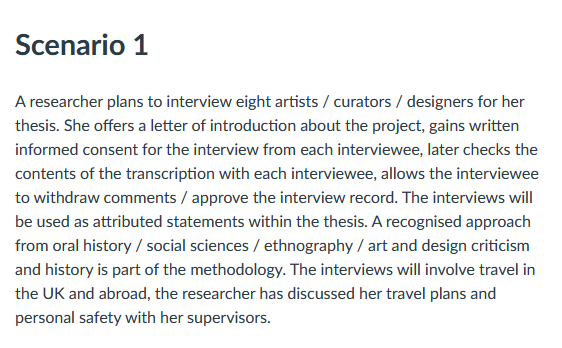 Scenario 1
A researcher plans to interview eight artists / curators / designers for her
thesis. She offers a letter of introduction about the project, gains written
informed consent for the interview from each interviewee, later checks the
contents of the transcription with each interviewee, allows the interviewee
to withdraw comments / approve the interview record. The interviews will
be used as attributed statements within the thesis. A recognised approach
from oral history / social sciences / ethnography / art and design criticism
and history is part of the methodology. The interviews will involve travel in
the UK and abroad, the researcher has discussed her travel plans and
personal safety with her supervisors.